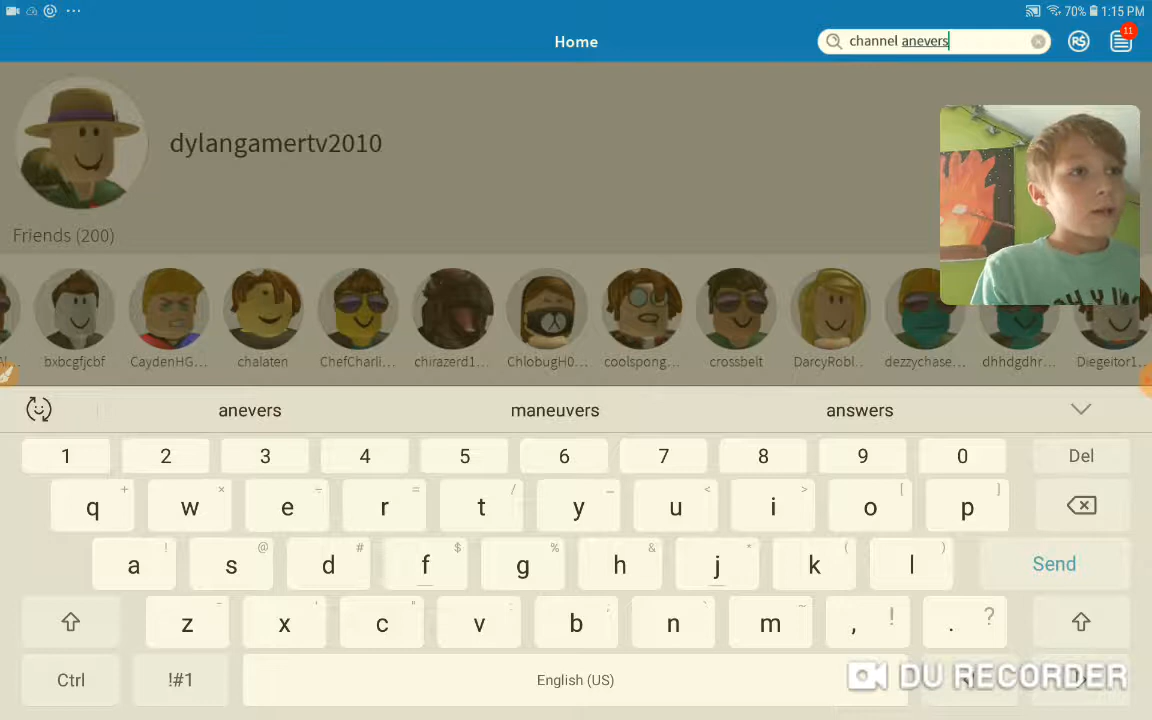 70% 1:15 PM
Home
channel anevers
R$
11
dylangamertv2010
Friends (200)
bxbcgfjcbf CaydenHG... chalaten ChefCharli... chirazerd1... ChlobugH0... coolspong... crossbelt DarcyRobl.. dezzychase... dhhdgdhr... Diegeitor1...
anevers maneuvers answers
1 2 3 4 5 6 7 8 9 0 Del
q w e r t y u i o p
a s d f g h j k l Send
z x c v b n m , ! . ?
Ctrl !#1 English (US)
DU RECORDER